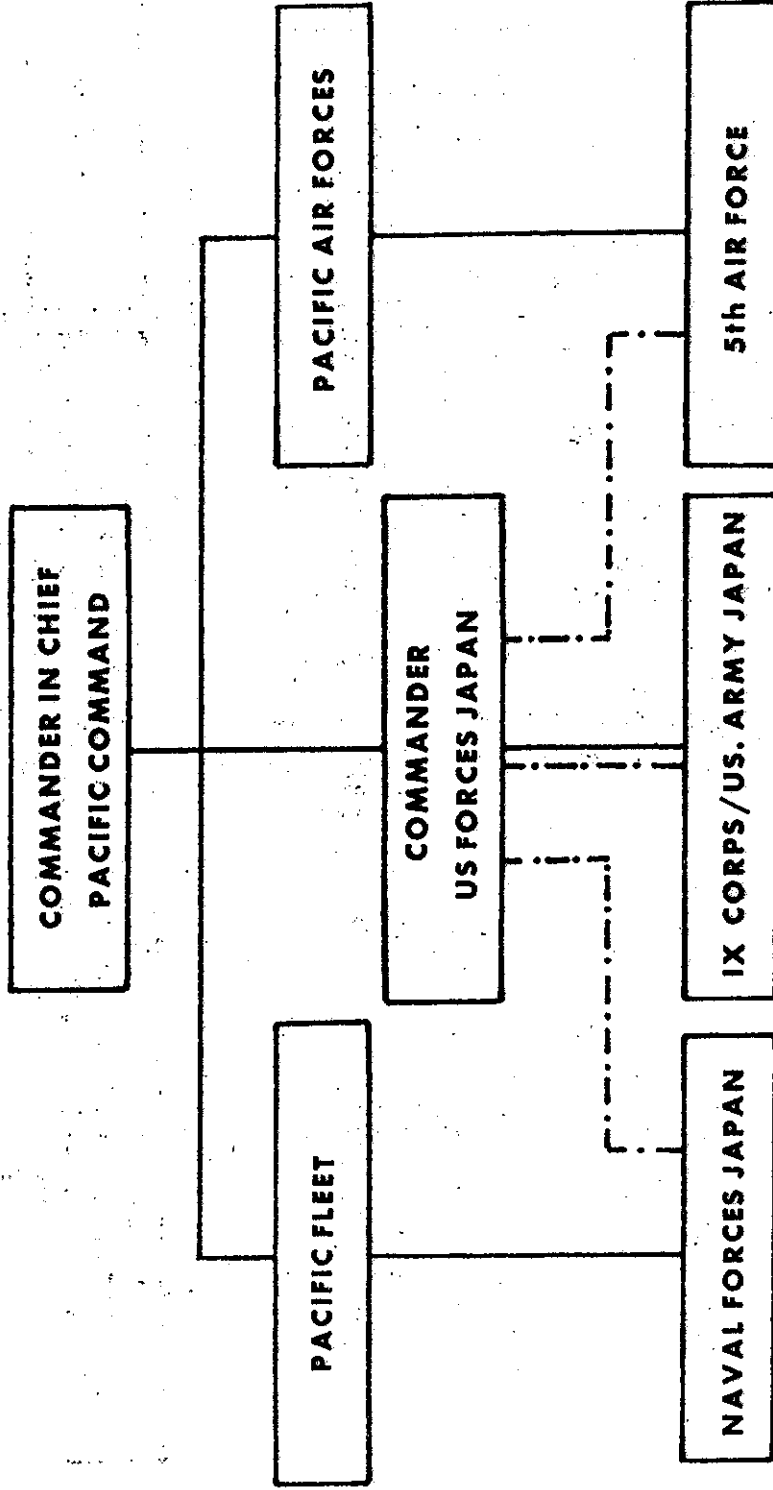 COMMANDER IN CHIEF
PACIFIC COMMAND
PACIFIC FLEET
PACIFIC AIR FORCES
COMMANDER
US FORCES JAPAN
NAVAL FORCES JAPAN
IX CORPS/US. ARMY JAPAN
5th AIR FORCE